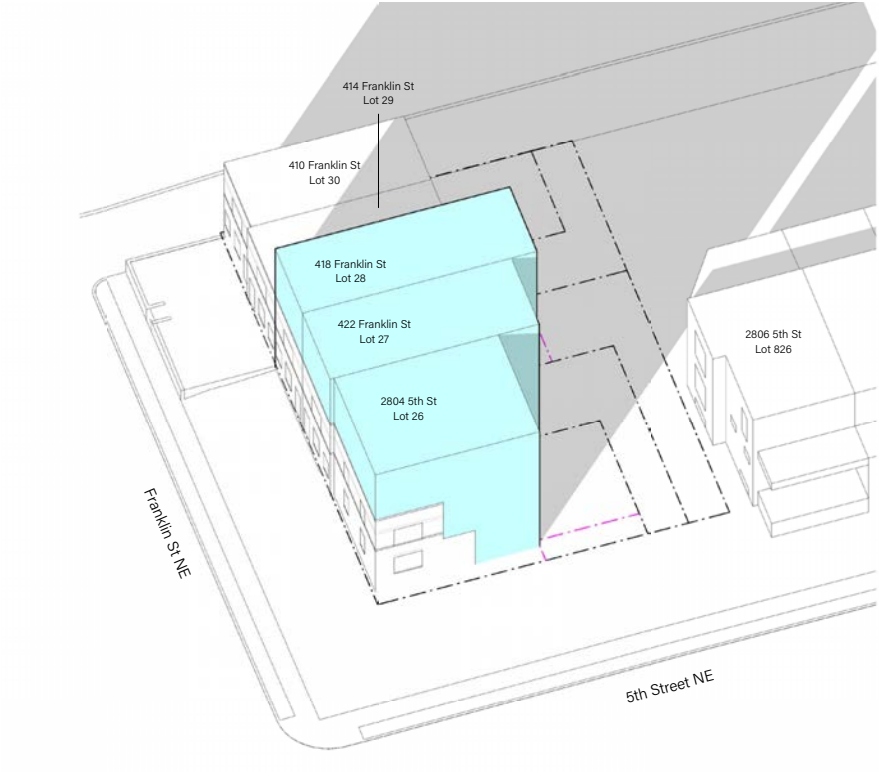 414 Franklin St
Lot 29
410 Franklin St
Lot 30
418 Franklin St
Lot 28
422 Franklin St
Lot 27
2806 5th St
Lot 826
2804 5th St
Lot 26
Franklin St NE
5th Street NE